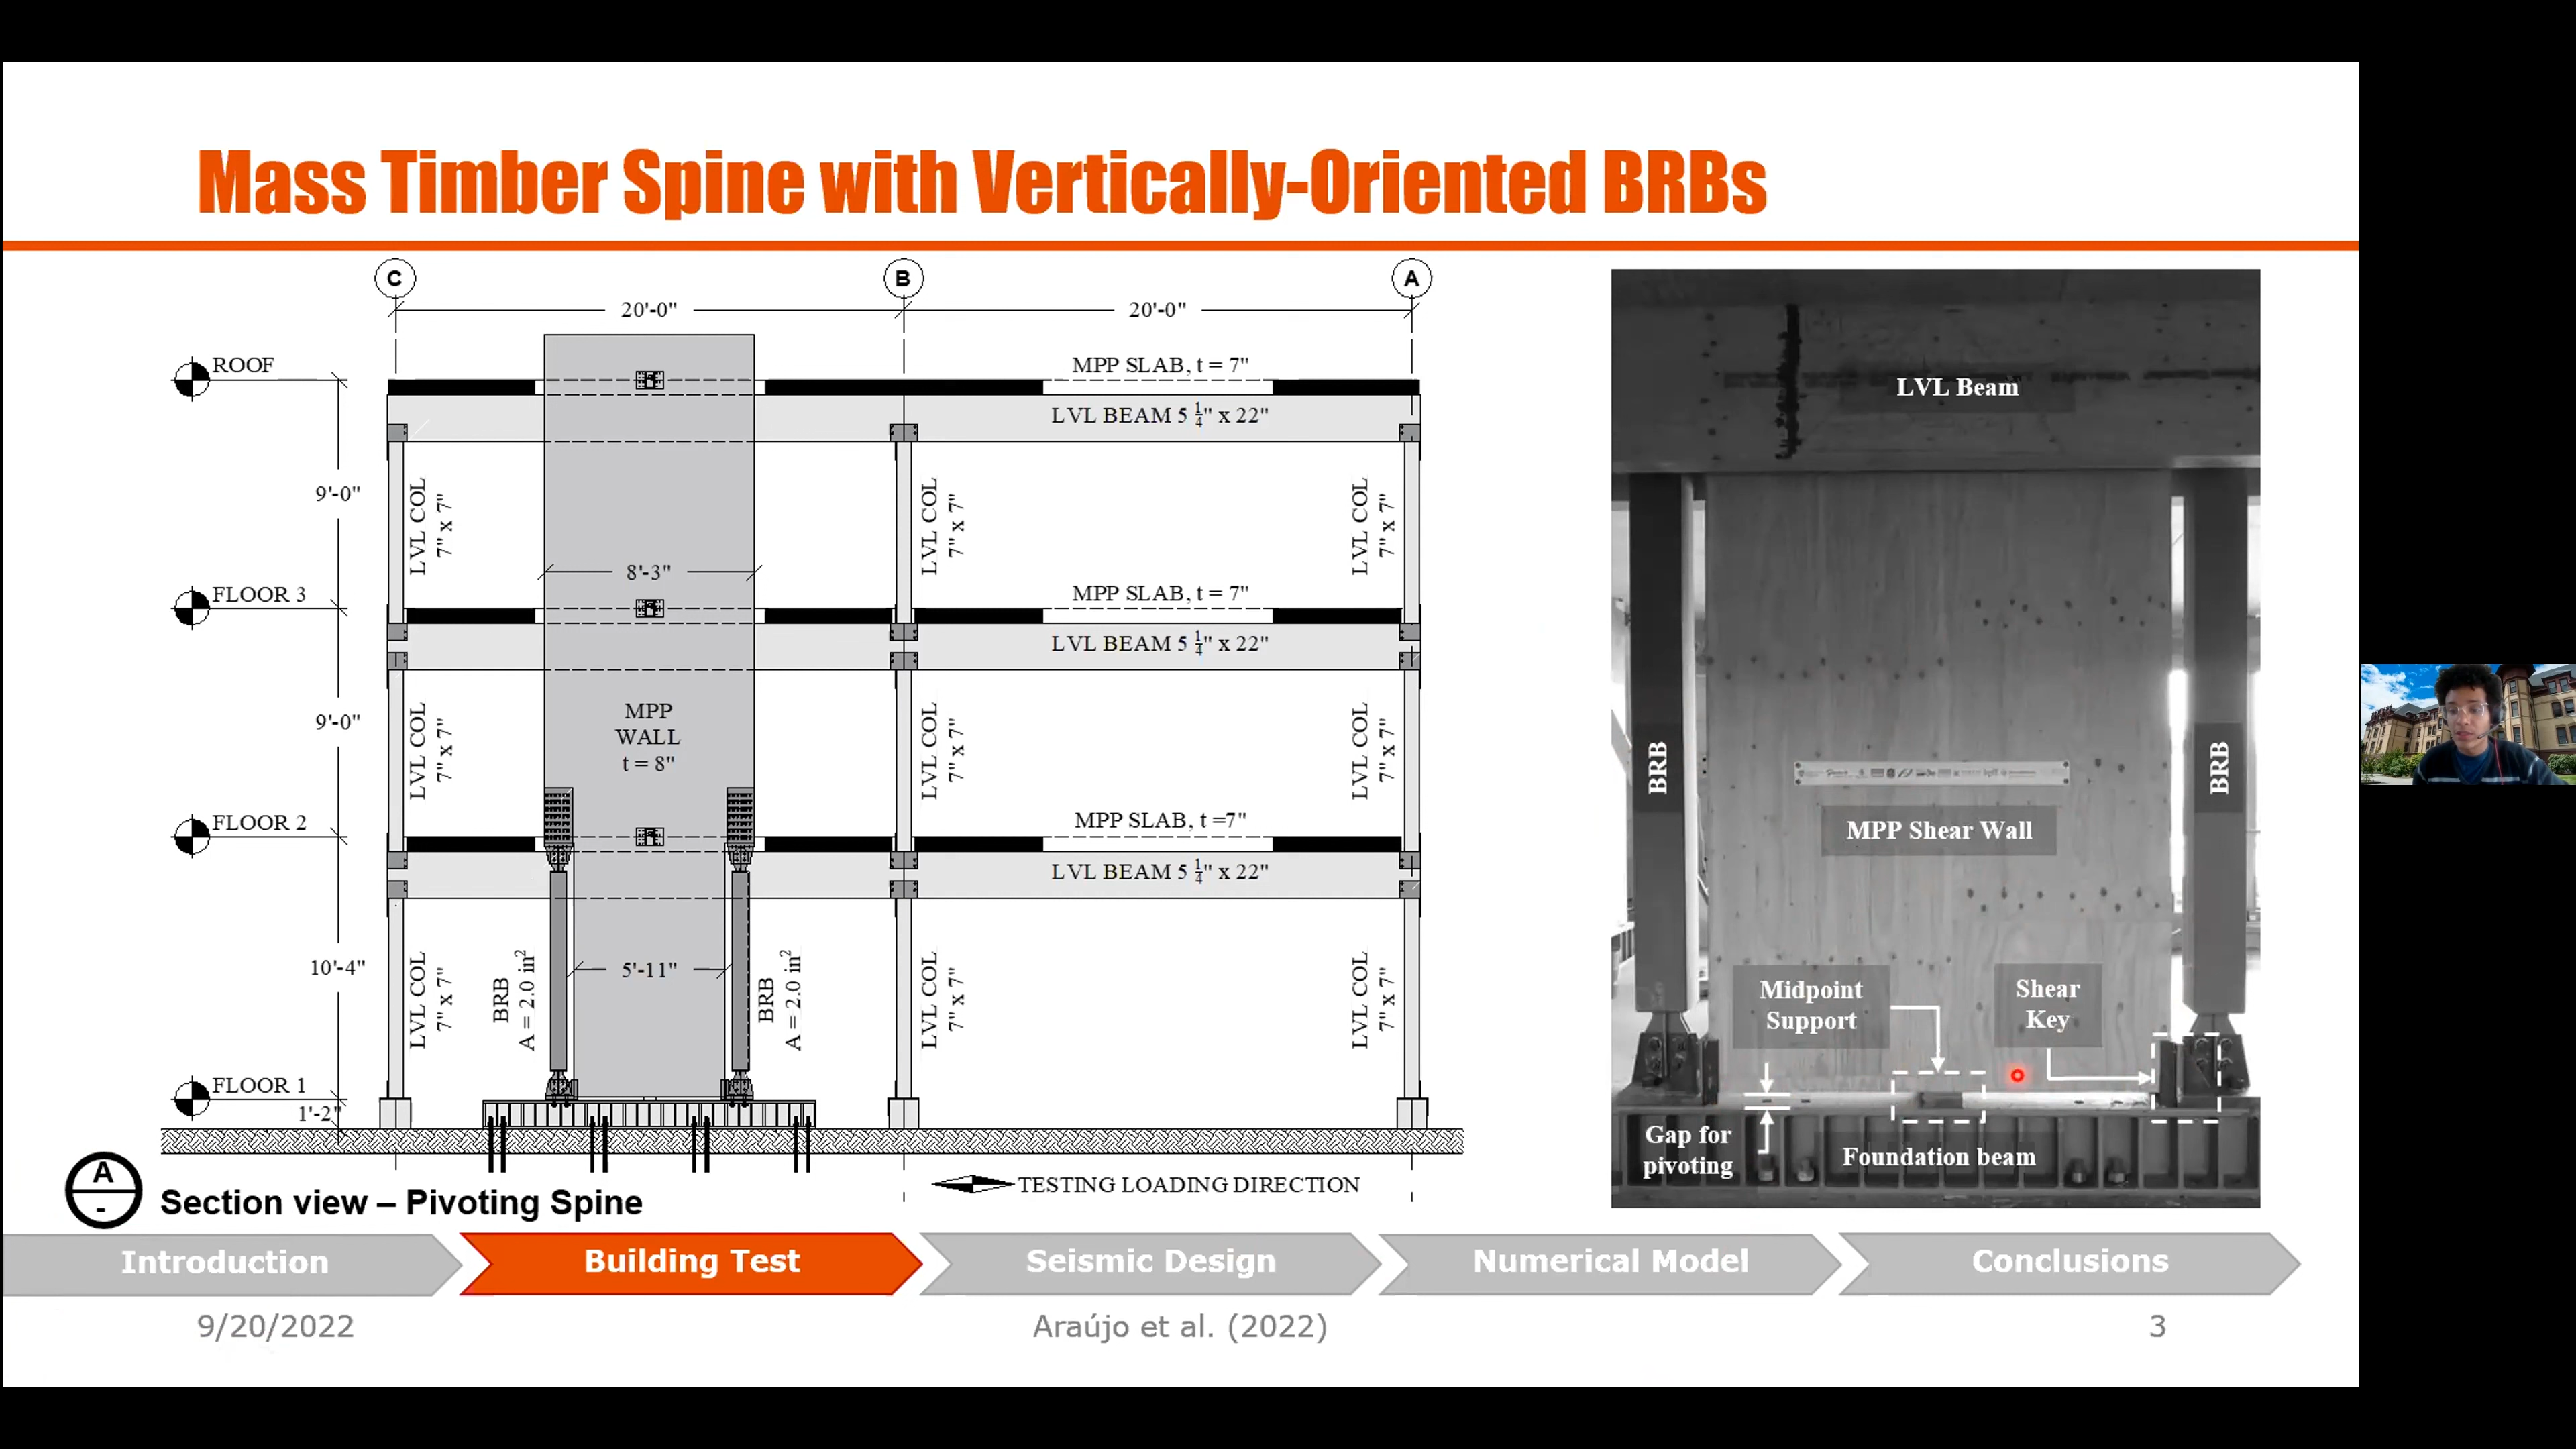 Mass Timber Spine with Vertically-Oriented BRBs
C
B
A
20'-0"
20'-0"
ROOF
MPP SLAB, t = 7"
LVL BEAM 5 1/4" x 22"
9'-0"
LVL COL
7" x 7"
LVL COL
7" x 7"
LVL COL
7" x 7"
8'-3"
FLOOR 3
MPP SLAB, t = 7"
LVL BEAM 5 1/4" x 22"
9'-0"
LVL COL
7" x 7"
MPP
WALL
t = 8"
LVL COL
7" x 7"
LVL COL
7" x 7"
FLOOR 2
MPP SLAB, t =7"
LVL BEAM 5 1/4" x 22"
10'-4"
LVL COL
7" x 7"
BRB
A = 2.0 in²
5'-11"
BRB
A = 2.0 in²
LVL COL
7" x 7"
LVL COL
7" x 7"
FLOOR 1
1'-2"
TESTING LOADING DIRECTION
A
-
Section view – Pivoting Spine
LVL Beam
BRB
BRB
MPP Shear Wall
Midpoint
Support
Shear
Key
Gap for
pivoting
Foundation beam
Introduction
Building Test
Seismic Design
Numerical Model
Conclusions
9/20/2022
Araújo et al. (2022)
3